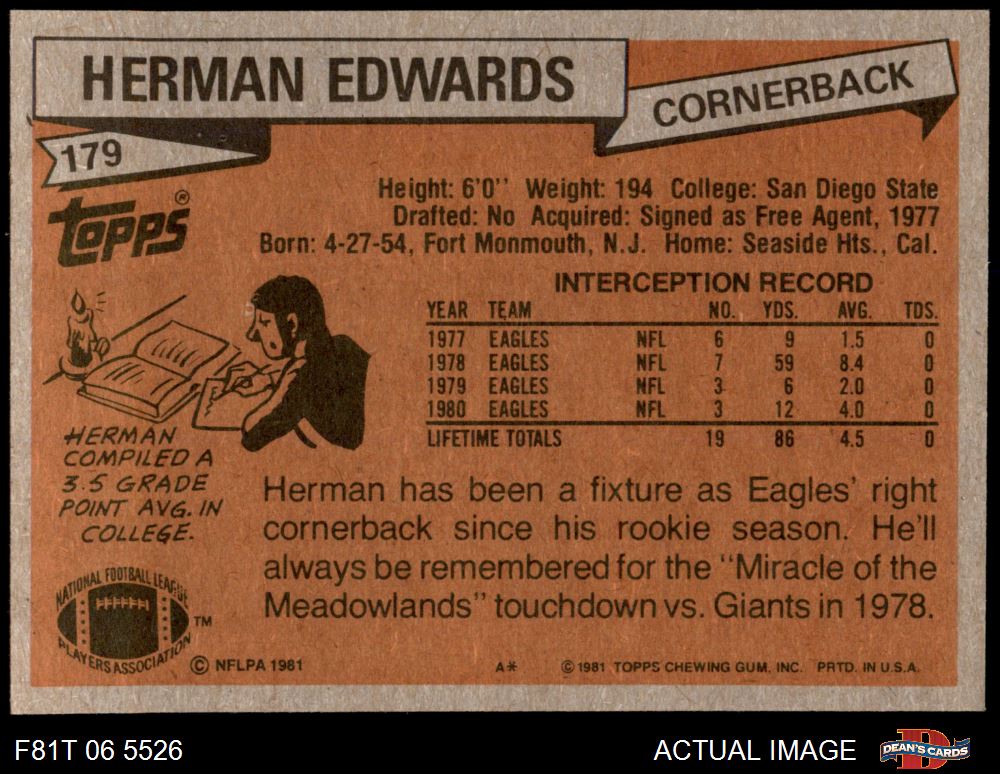 HERMAN EDWARDS
CORNERBACK
179
TOPPS®
Height: 6'0" Weight: 194 College: San Diego State
Drafted: No Acquired: Signed as Free Agent, 1977
Born: 4-27-54, Fort Monmouth, N.J. Home: Seaside Hts., Cal.
INTERCEPTION RECORD
YEAR TEAM NO. YDS. AVG. TDS.
1977 EAGLES NFL 6 9 1.5 0
1978 EAGLES NFL 7 59 8.4 0
1979 EAGLES NFL 3 6 2.0 0
1980 EAGLES NFL 3 12 4.0 0
LIFETIME TOTALS 19 86 4.5 0
HERMAN
COMPILED A
3.5 GRADE
POINT AVG. IN
COLLEGE.
Herman has been a fixture as Eagles' right
cornerback since his rookie season. He'll
always be remembered for the "Miracle of the
Meadowlands" touchdown vs. Giants in 1978.
NATIONAL FOOTBALL LEAGUE
PLAYERS ASSOCIATION
TM
© NFLPA 1981
A* © 1981 TOPPS CHEWING GUM, INC. PRTD. IN U.S.A.
F81T 06 5526
ACTUAL IMAGE
DEAN'S CARDS